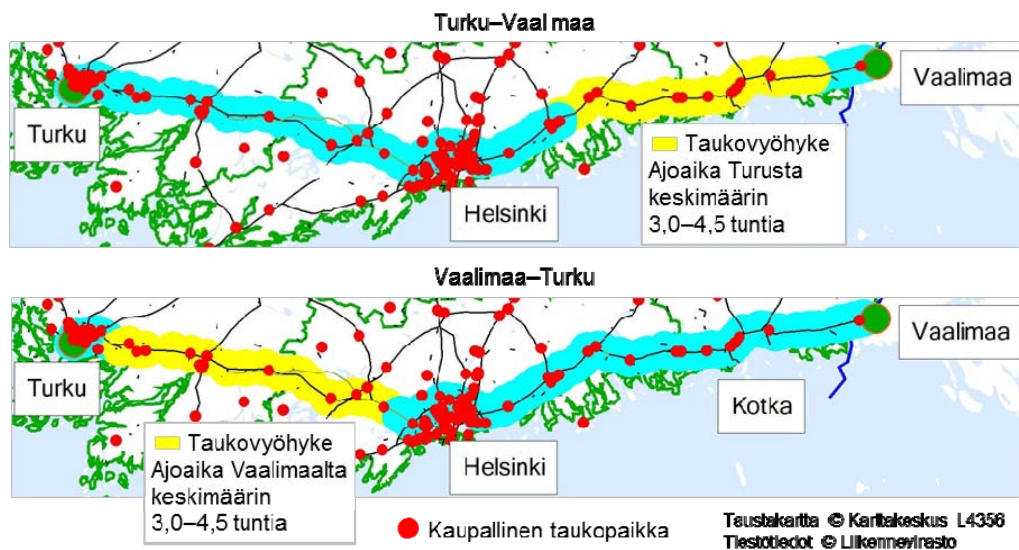 Turku–Vaalimaa
Vaalimaa
Turku
Helsinki
Taukovyöhyke
Ajoaika Turusta
keskimäärin
3,0–4,5 tuntia
Vaalimaa–Turku
Vaalimaa
Turku
Kotka
Helsinki
Taukovyöhyke
Ajoaika Vaalimaalta
keskimäärin
3,0–4,5 tuntia
Kaupallinen taukopaikka
Taustakartta © Karttakeskus L4356
Tiestötiedot © Liikennevirasto